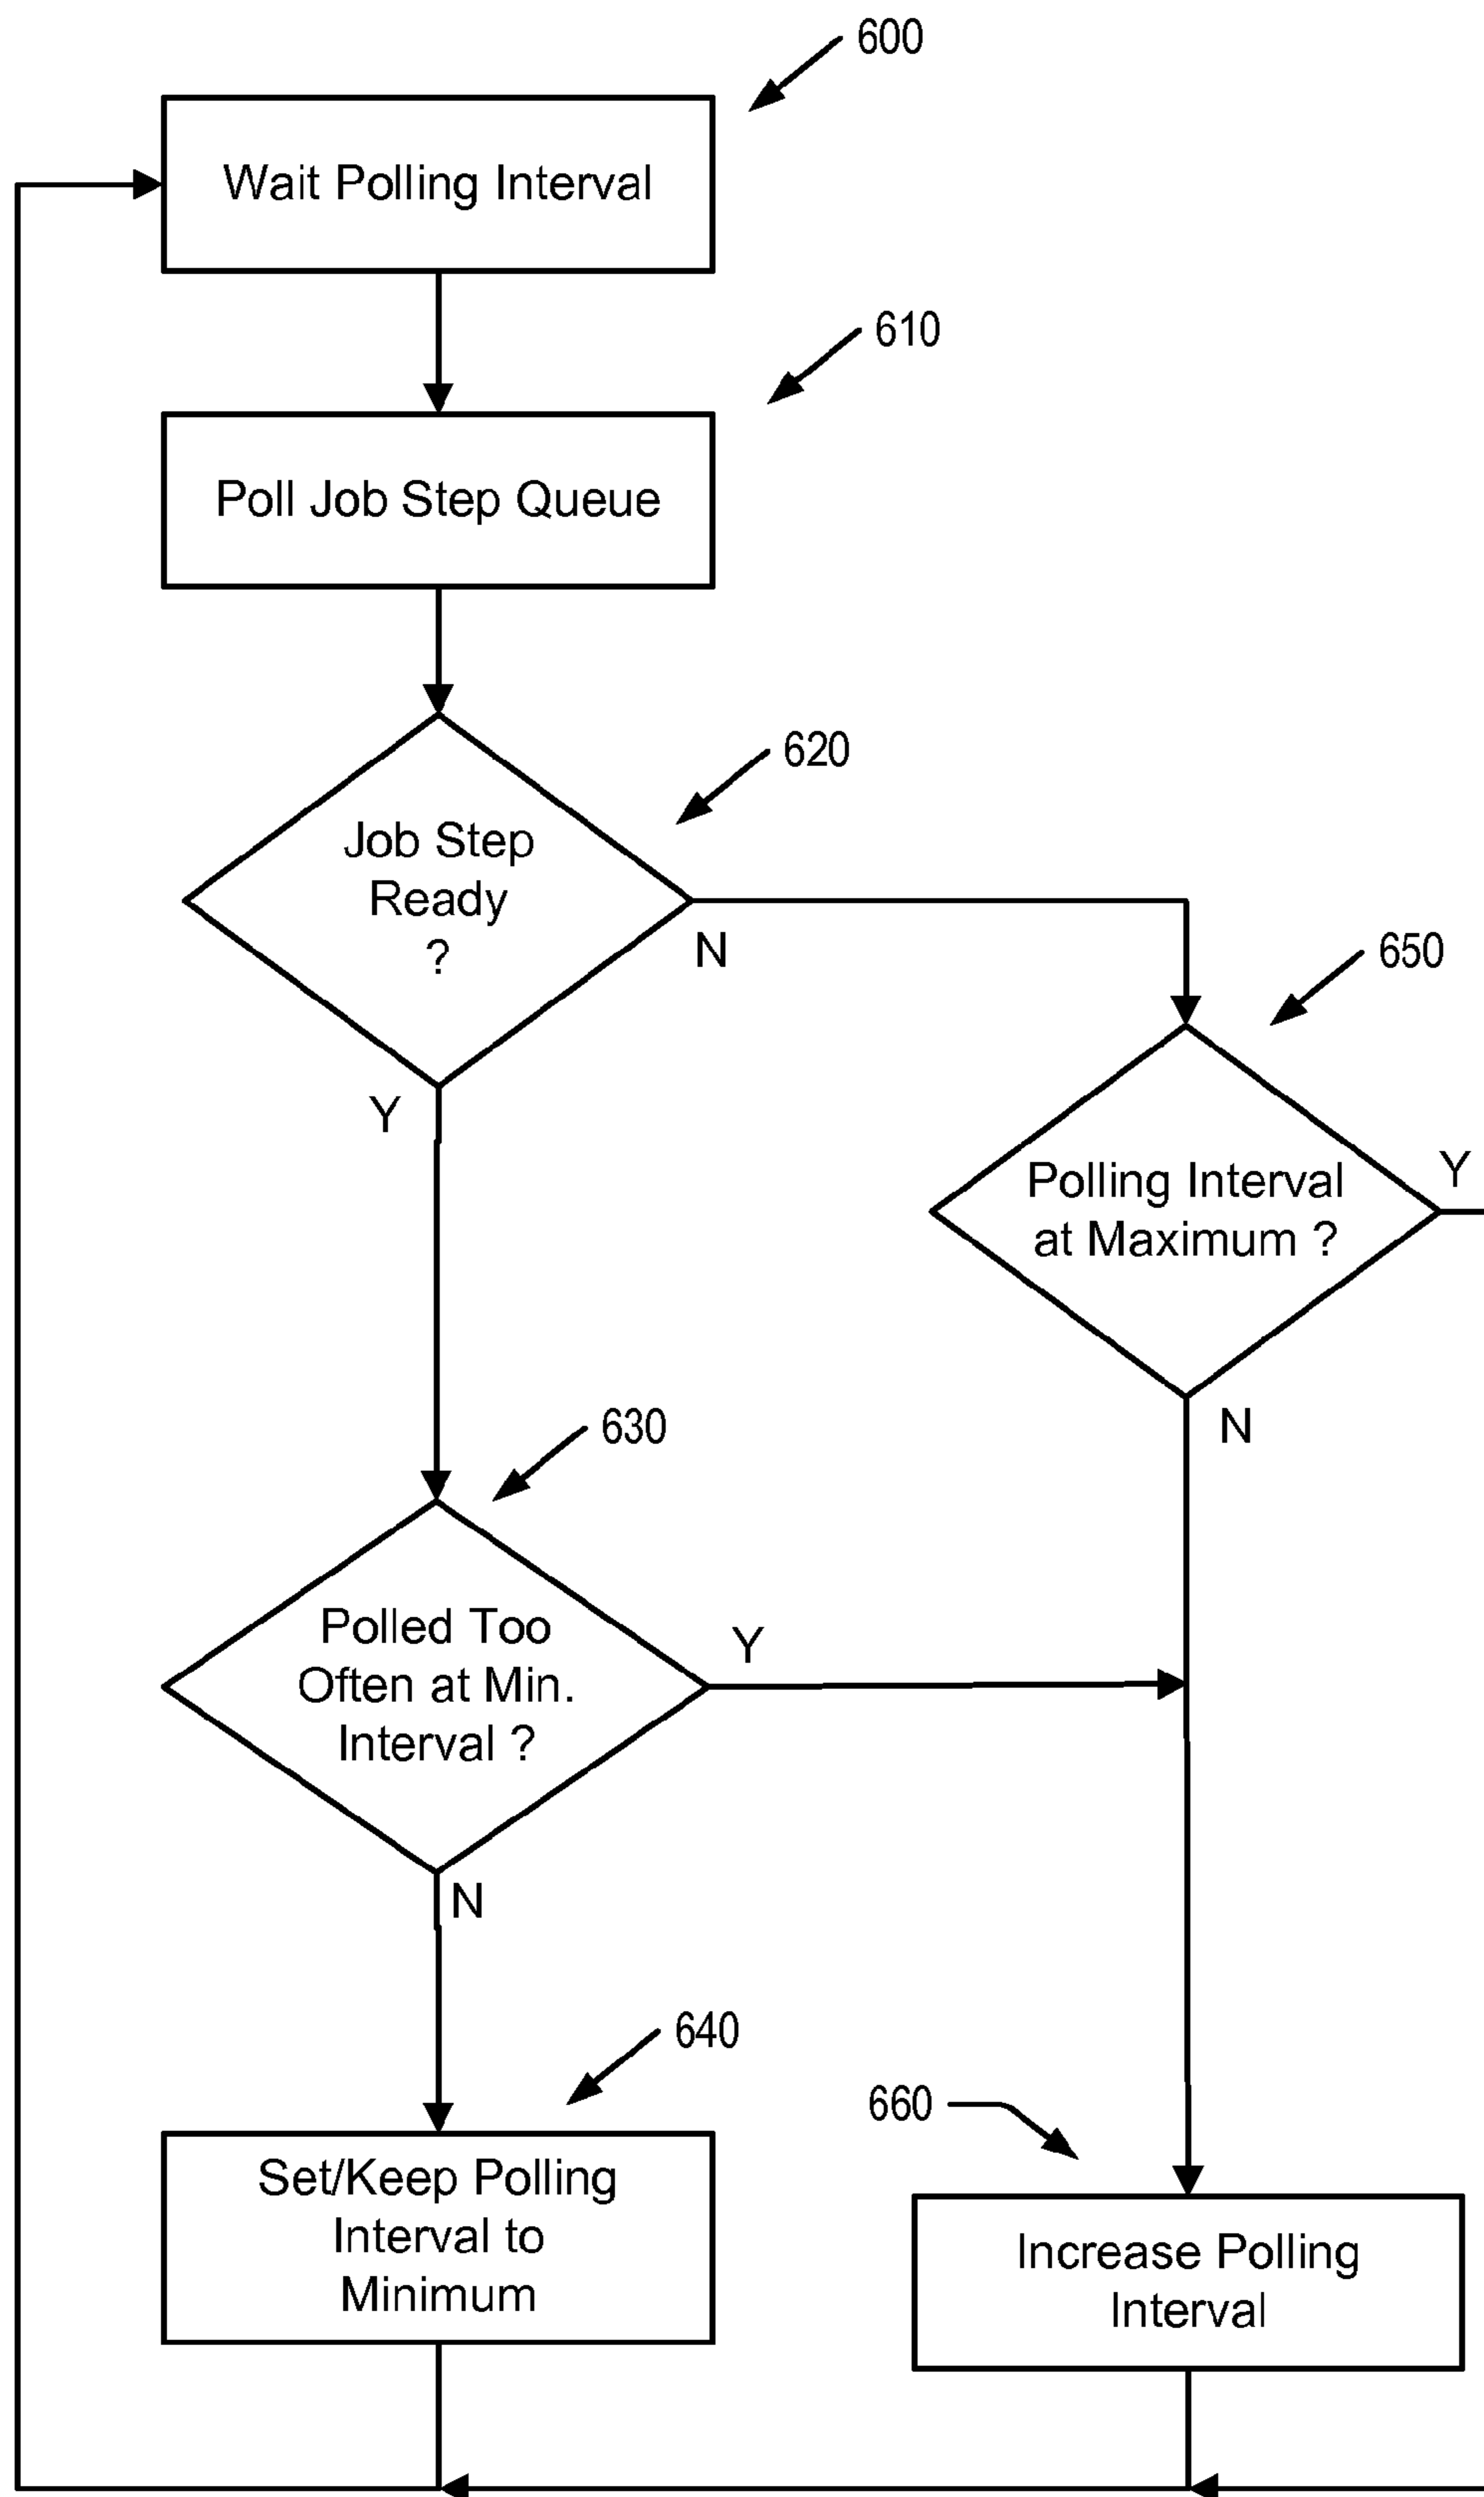 600
Wait Polling Interval
610
Poll Job Step Queue
620
Job Step
Ready
?
N
Y
650
Polling Interval
at Maximum ?
Y
N
630
Polled Too
Often at Min.
Interval ?
Y
N
640
Set/Keep Polling
Interval to
Minimum
660
Increase Polling
Interval